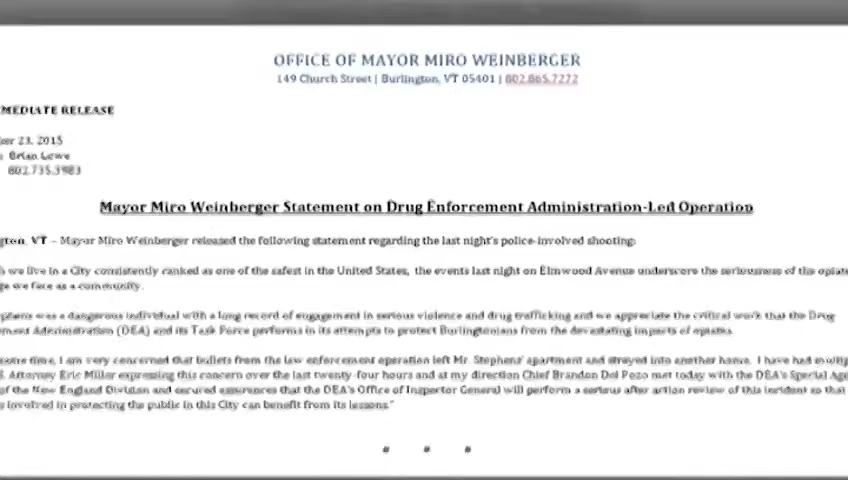 OFFICE OF MAYOR MIRO WEINBERGER
149 Church Street | Burlington, VT 05401 | 802.865.7272
MEDIATE RELEASE
ber 23, 2015
Brian Lowe
802.735.3983
Mayor Miro Weinberger Statement on Drug Enforcement Administration-Led Operation
gton, VT – Mayor Miro Weinberger released the following statement regarding the last night's police-involved shooting:
we live in a City consistently ranked as one of the safest in the United States, the events last night on Elmwood Avenue underscore the seriousness of the opiate
ge we face as a community.
ephens was a dangerous individual with a long record of engagement in serious violence and drug trafficking and we appreciate the critical work that the Drug
ement Administration (DEA) and its Task Force performs in its attempts to protect Burlingtonians from the devastating impacts of opiates.
same time, I am very concerned that bullets from the law enforcement operation left Mr. Stephens' apartment and strayed into another home. I have had multip
S. Attorney Eric Miller expressing this concern over the last twenty-four hours and at my direction Chief Brandon Del Pozo met today with the DEA's Special Age
of the New England Division and secured assurances that the DEA's Office of Inspector General will perform a serious after action review of this incident so that
s involved in protecting the public in this City can benefit from its lessons."
# # #